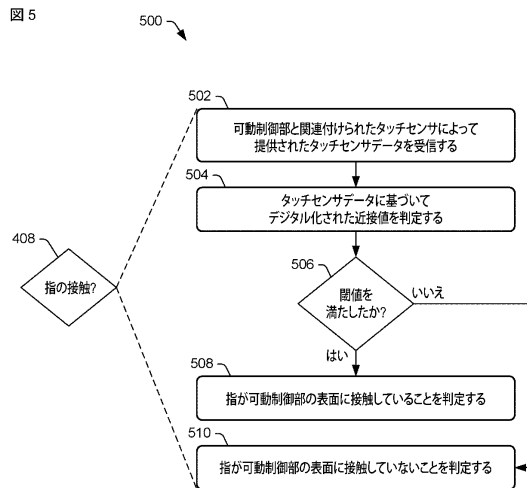 図 5
500
502
可動制御部と関連付けられたタッチセンサによって
提供されたタッチセンサデータを受信する
504
タッチセンサデータに基づいて
デジタル化された近接値を判定する
408
指の接触?
506
閾値を
満たしたか?
いいえ
はい
508
指が可動制御部の表面に接触していることを判定する
510
指が可動制御部の表面に接触していないことを判定する